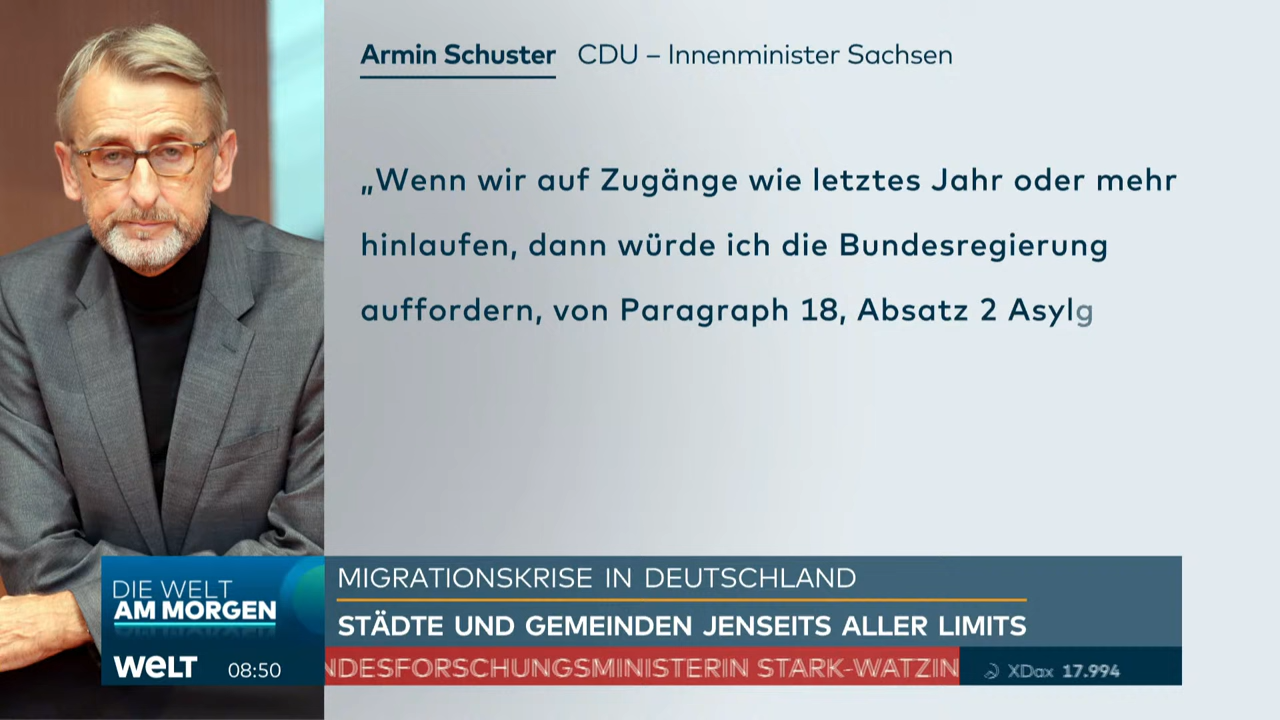 Armin Schuster CDU – Innenminister Sachsen
„Wenn wir auf Zugänge wie letztes Jahr oder mehr
hinlaufen, dann würde ich die Bundesregierung
auffordern, von Paragraph 18, Absatz 2 Asylg
DIE WELT
AM MORGEN
MIGRATIONSKRISE IN DEUTSCHLAND
STÄDTE UND GEMEINDEN JENSEITS ALLER LIMITS
WELT 08:50
NDESFORSCHUNGSMINISTERIN STARK-WATZIN
XDax 17.994